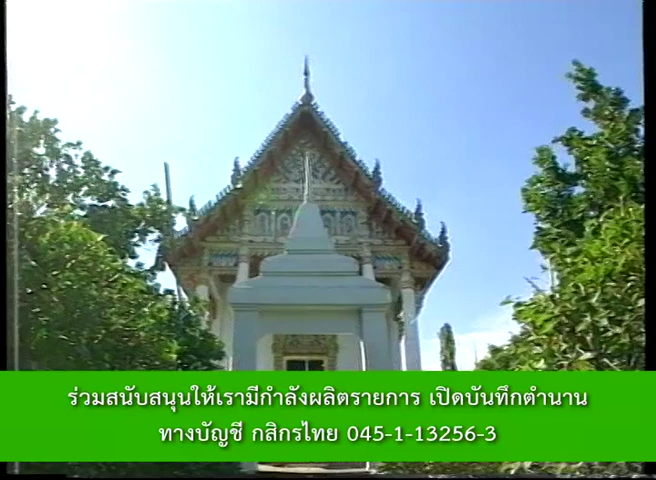 ร่วมสนับสนุนให้เรามีกำลังผลิตรายการ เปิดบันทึกตำนาน
ทางบัญชี กสิกรไทย 045-1-13256-3